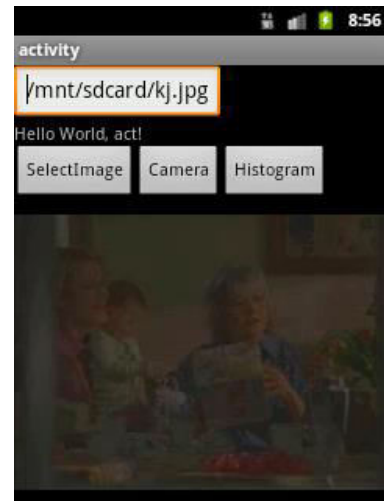 8:56
activity
/mnt/sdcard/kj.jpg
Hello World, act!
SelectImage Camera Histogram